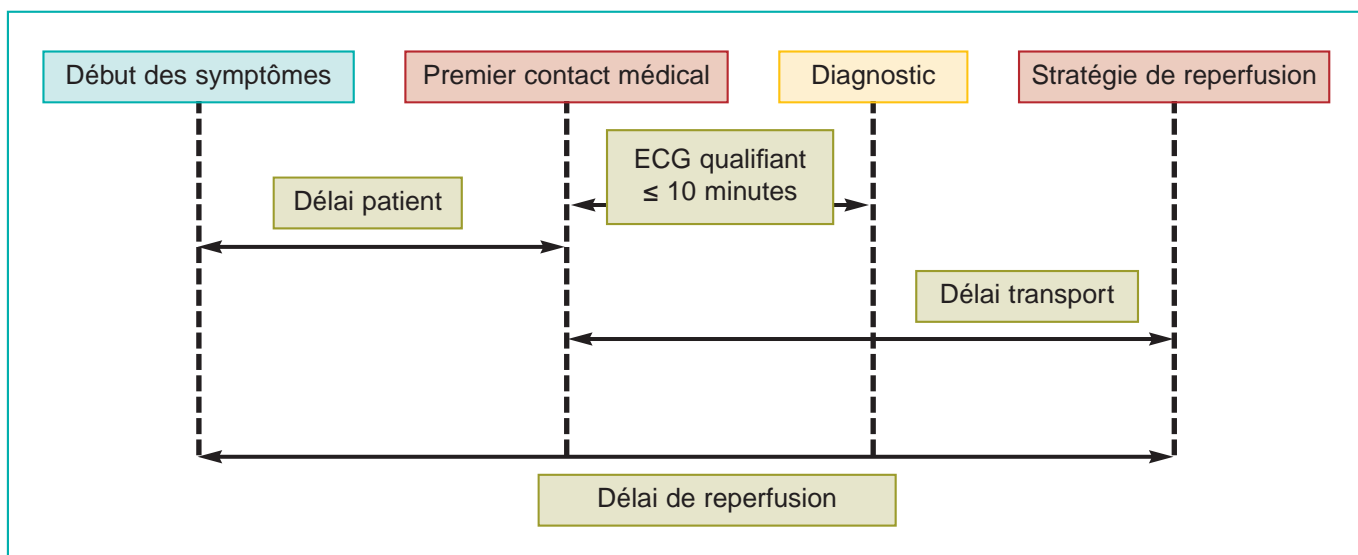 Début des symptômes
Premier contact médical
Diagnostic
Stratégie de reperfusion
ECG qualifiant
≤ 10 minutes
Délai patient
Délai transport
Délai de reperfusion